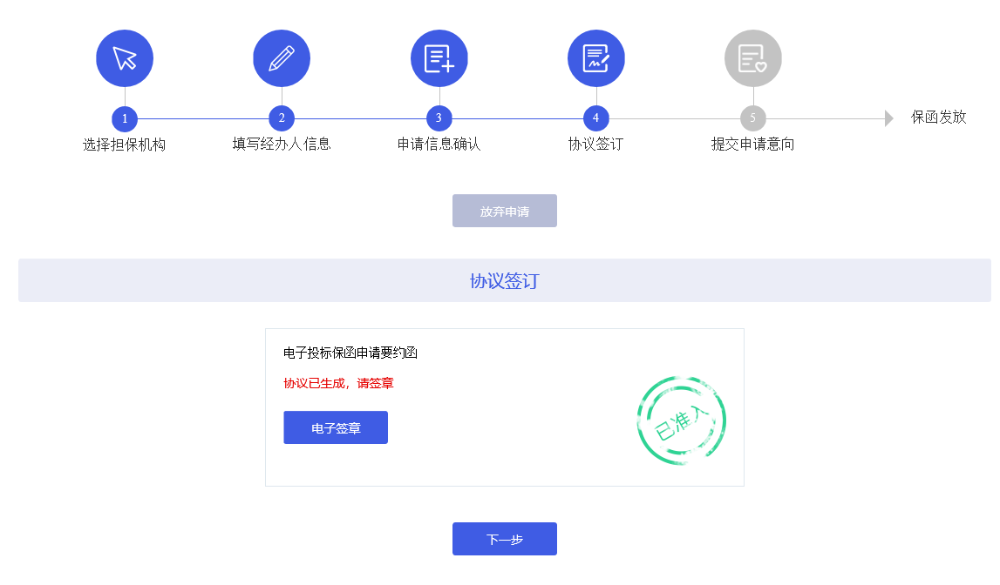 1
2
3
4
5
保函发放
选择担保机构
填写经办人信息
申请信息确认
协议签订
提交申请意向
放弃申请
协议签订
电子投标保函申请要约函
协议已生成，请签章
电子签章
已准入
下一步